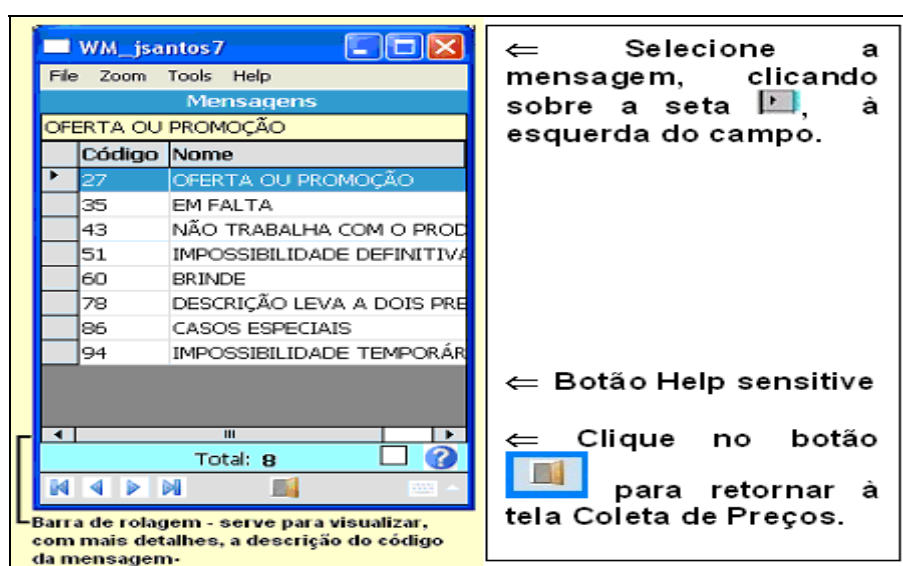 WM_jsantos7
File Zoom Tools Help
Mensagens
OFERTA OU PROMOÇÃO
Código Nome
27 OFERTA OU PROMOÇÃO
35 EM FALTA
43 NÃO TRABALHA COM O PROD
51 IMPOSSIBILIDADE DEFINITIVA
60 BRINDE
78 DESCRIÇÃO LEVA A DOIS PRE
86 CASOS ESPECIAIS
94 IMPOSSIBILIDADE TEMPORÁR
Total: 8
Barra de rolagem - serve para visualizar,
com mais detalhes, a descrição do código
da mensagem-
⇐ Selecione a
mensagem, clicando
sobre a seta , à
esquerda do campo.
⇐ Botão Help sensitive
⇐ Clique no botão
para retornar à
tela Coleta de Preços.